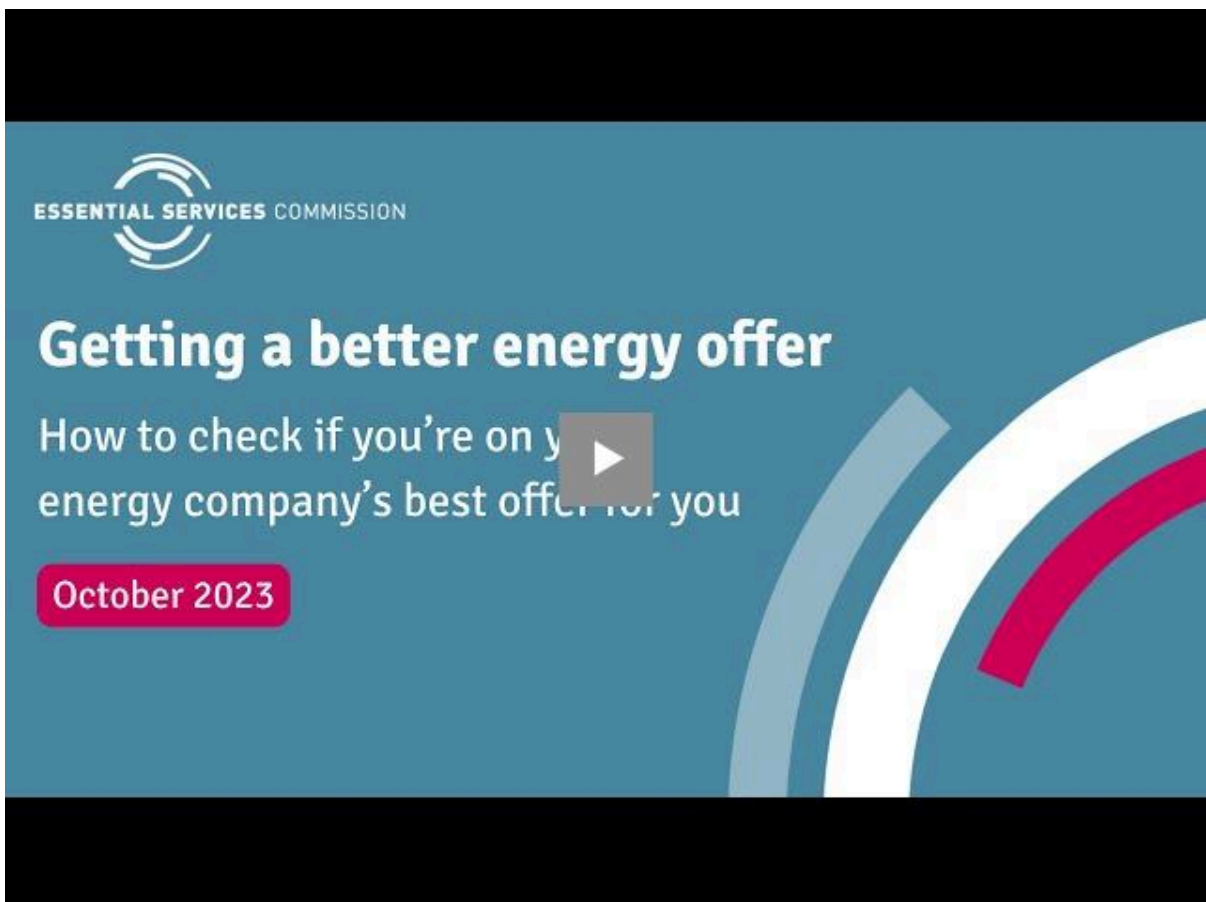 ESSENTIAL SERVICES COMMISSION
Getting a better energy offer
How to check if you're on
energy company's best offer for you
October 2023